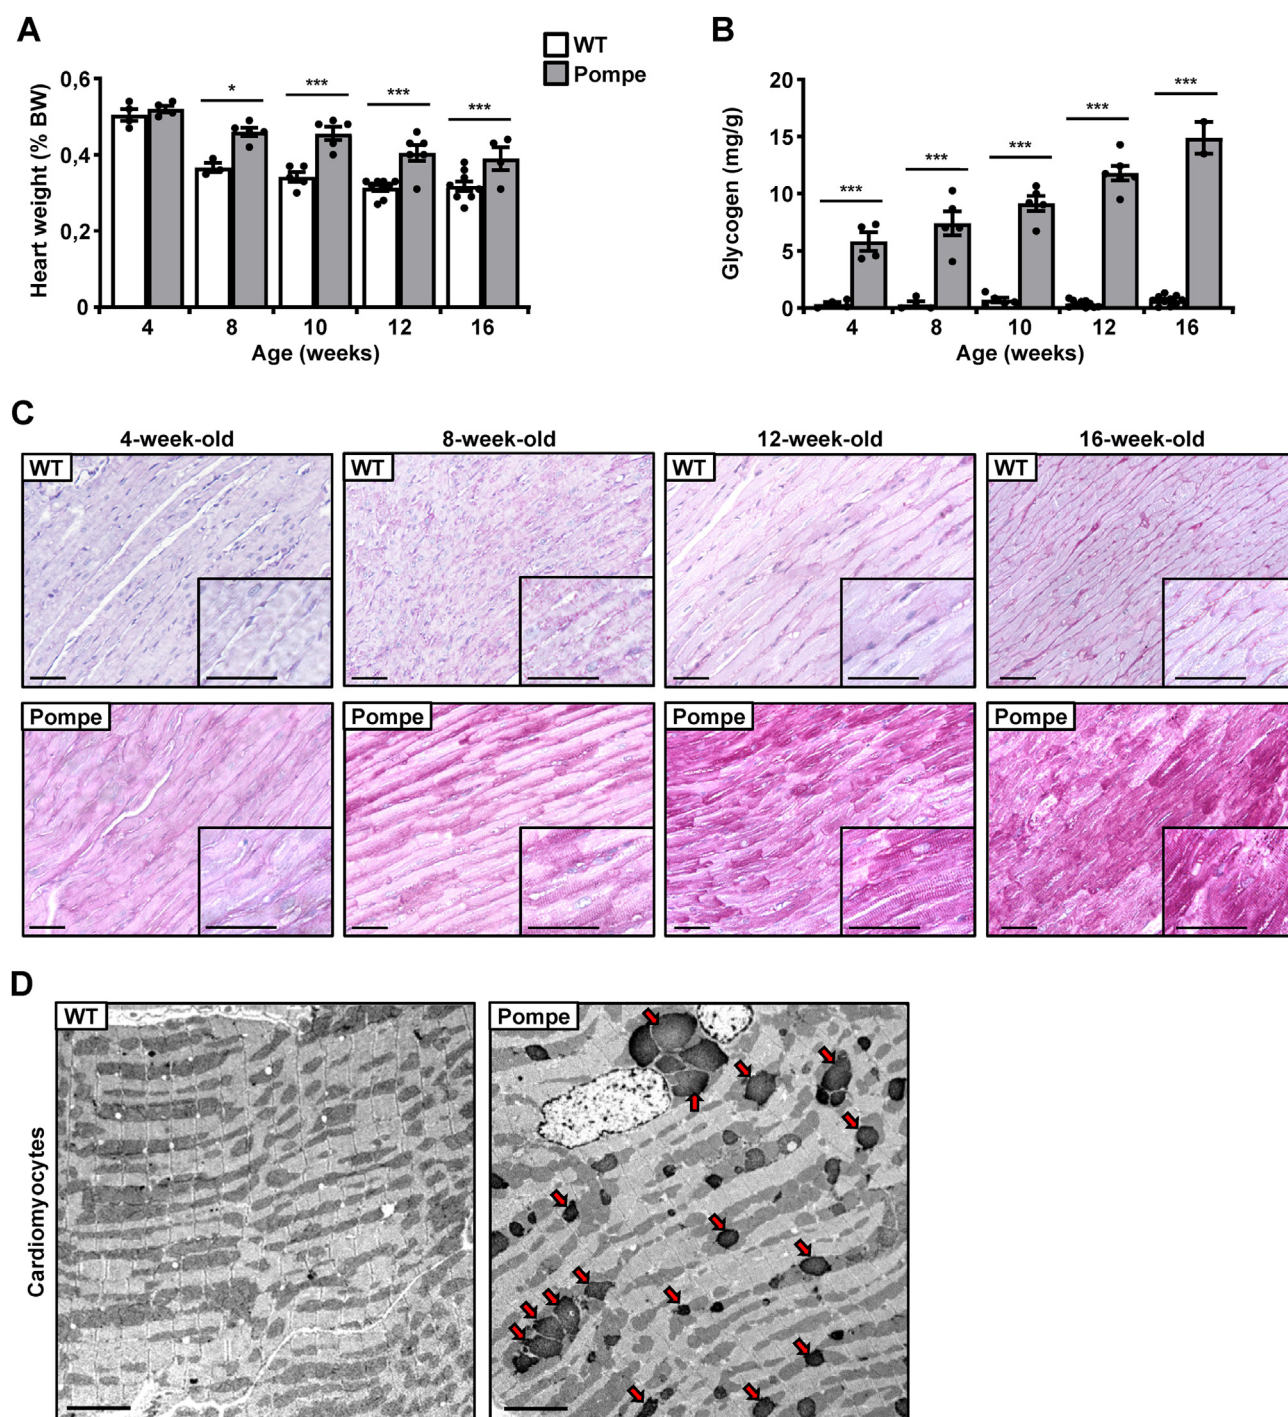 A
WT
Pompe
Heart weight (% BW)
0,6
0,4
0,2
0
*
***
***
***
4 8 10 12 16
Age (weeks)
B
Glycogen (mg/g)
20
15
10
5
0
***
***
***
***
***
4 8 10 12 16
Age (weeks)
C
4-week-old 8-week-old 12-week-old 16-week-old
WT WT WT WT
Pompe Pompe Pompe Pompe
D
Cardiomyocytes
WT Pompe